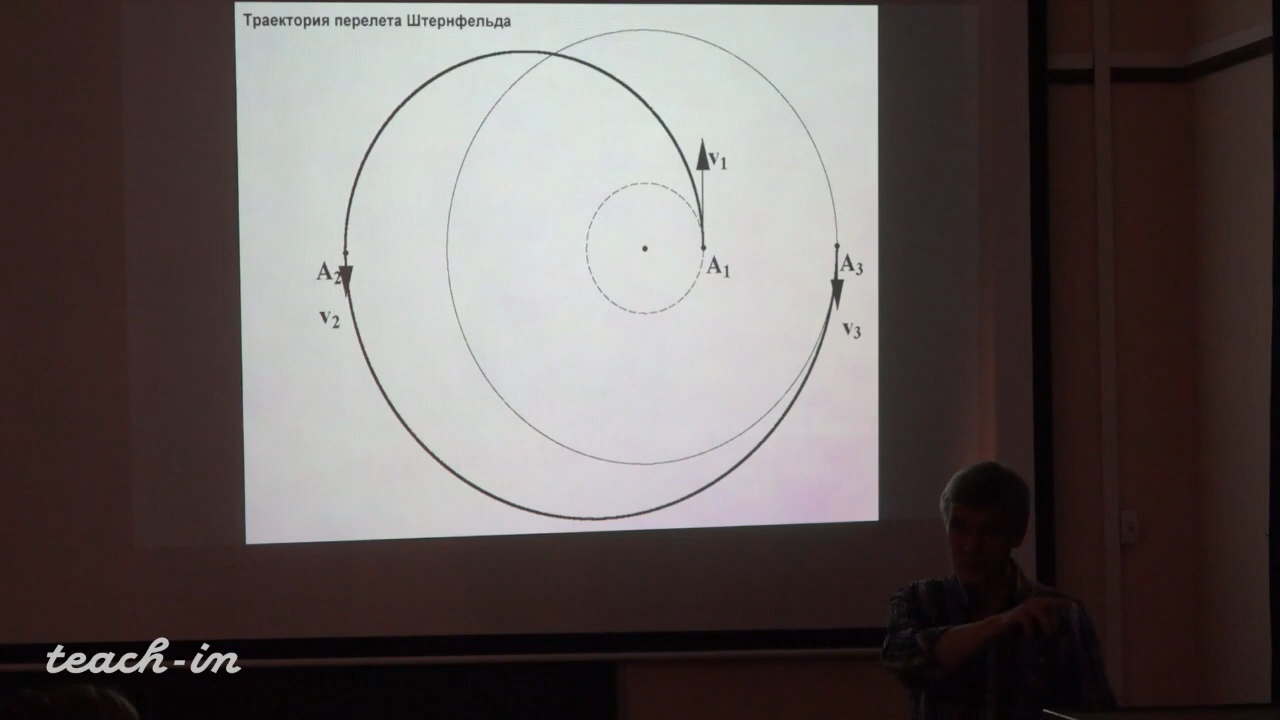 Траектория перелета Штернфельда
v₁
A₂
A₁
A₃
v₂
v₃
teach-in